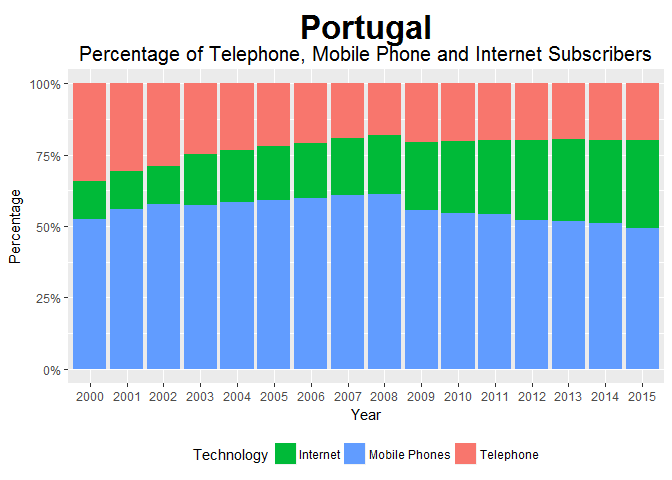 Portugal
Percentage of Telephone, Mobile Phone and Internet Subscribers
Percentage
100%
75%
50%
25%
0%
2000 2001 2002 2003 2004 2005 2006 2007 2008 2009 2010 2011 2012 2013 2014 2015
Year
Technology Internet Mobile Phones Telephone